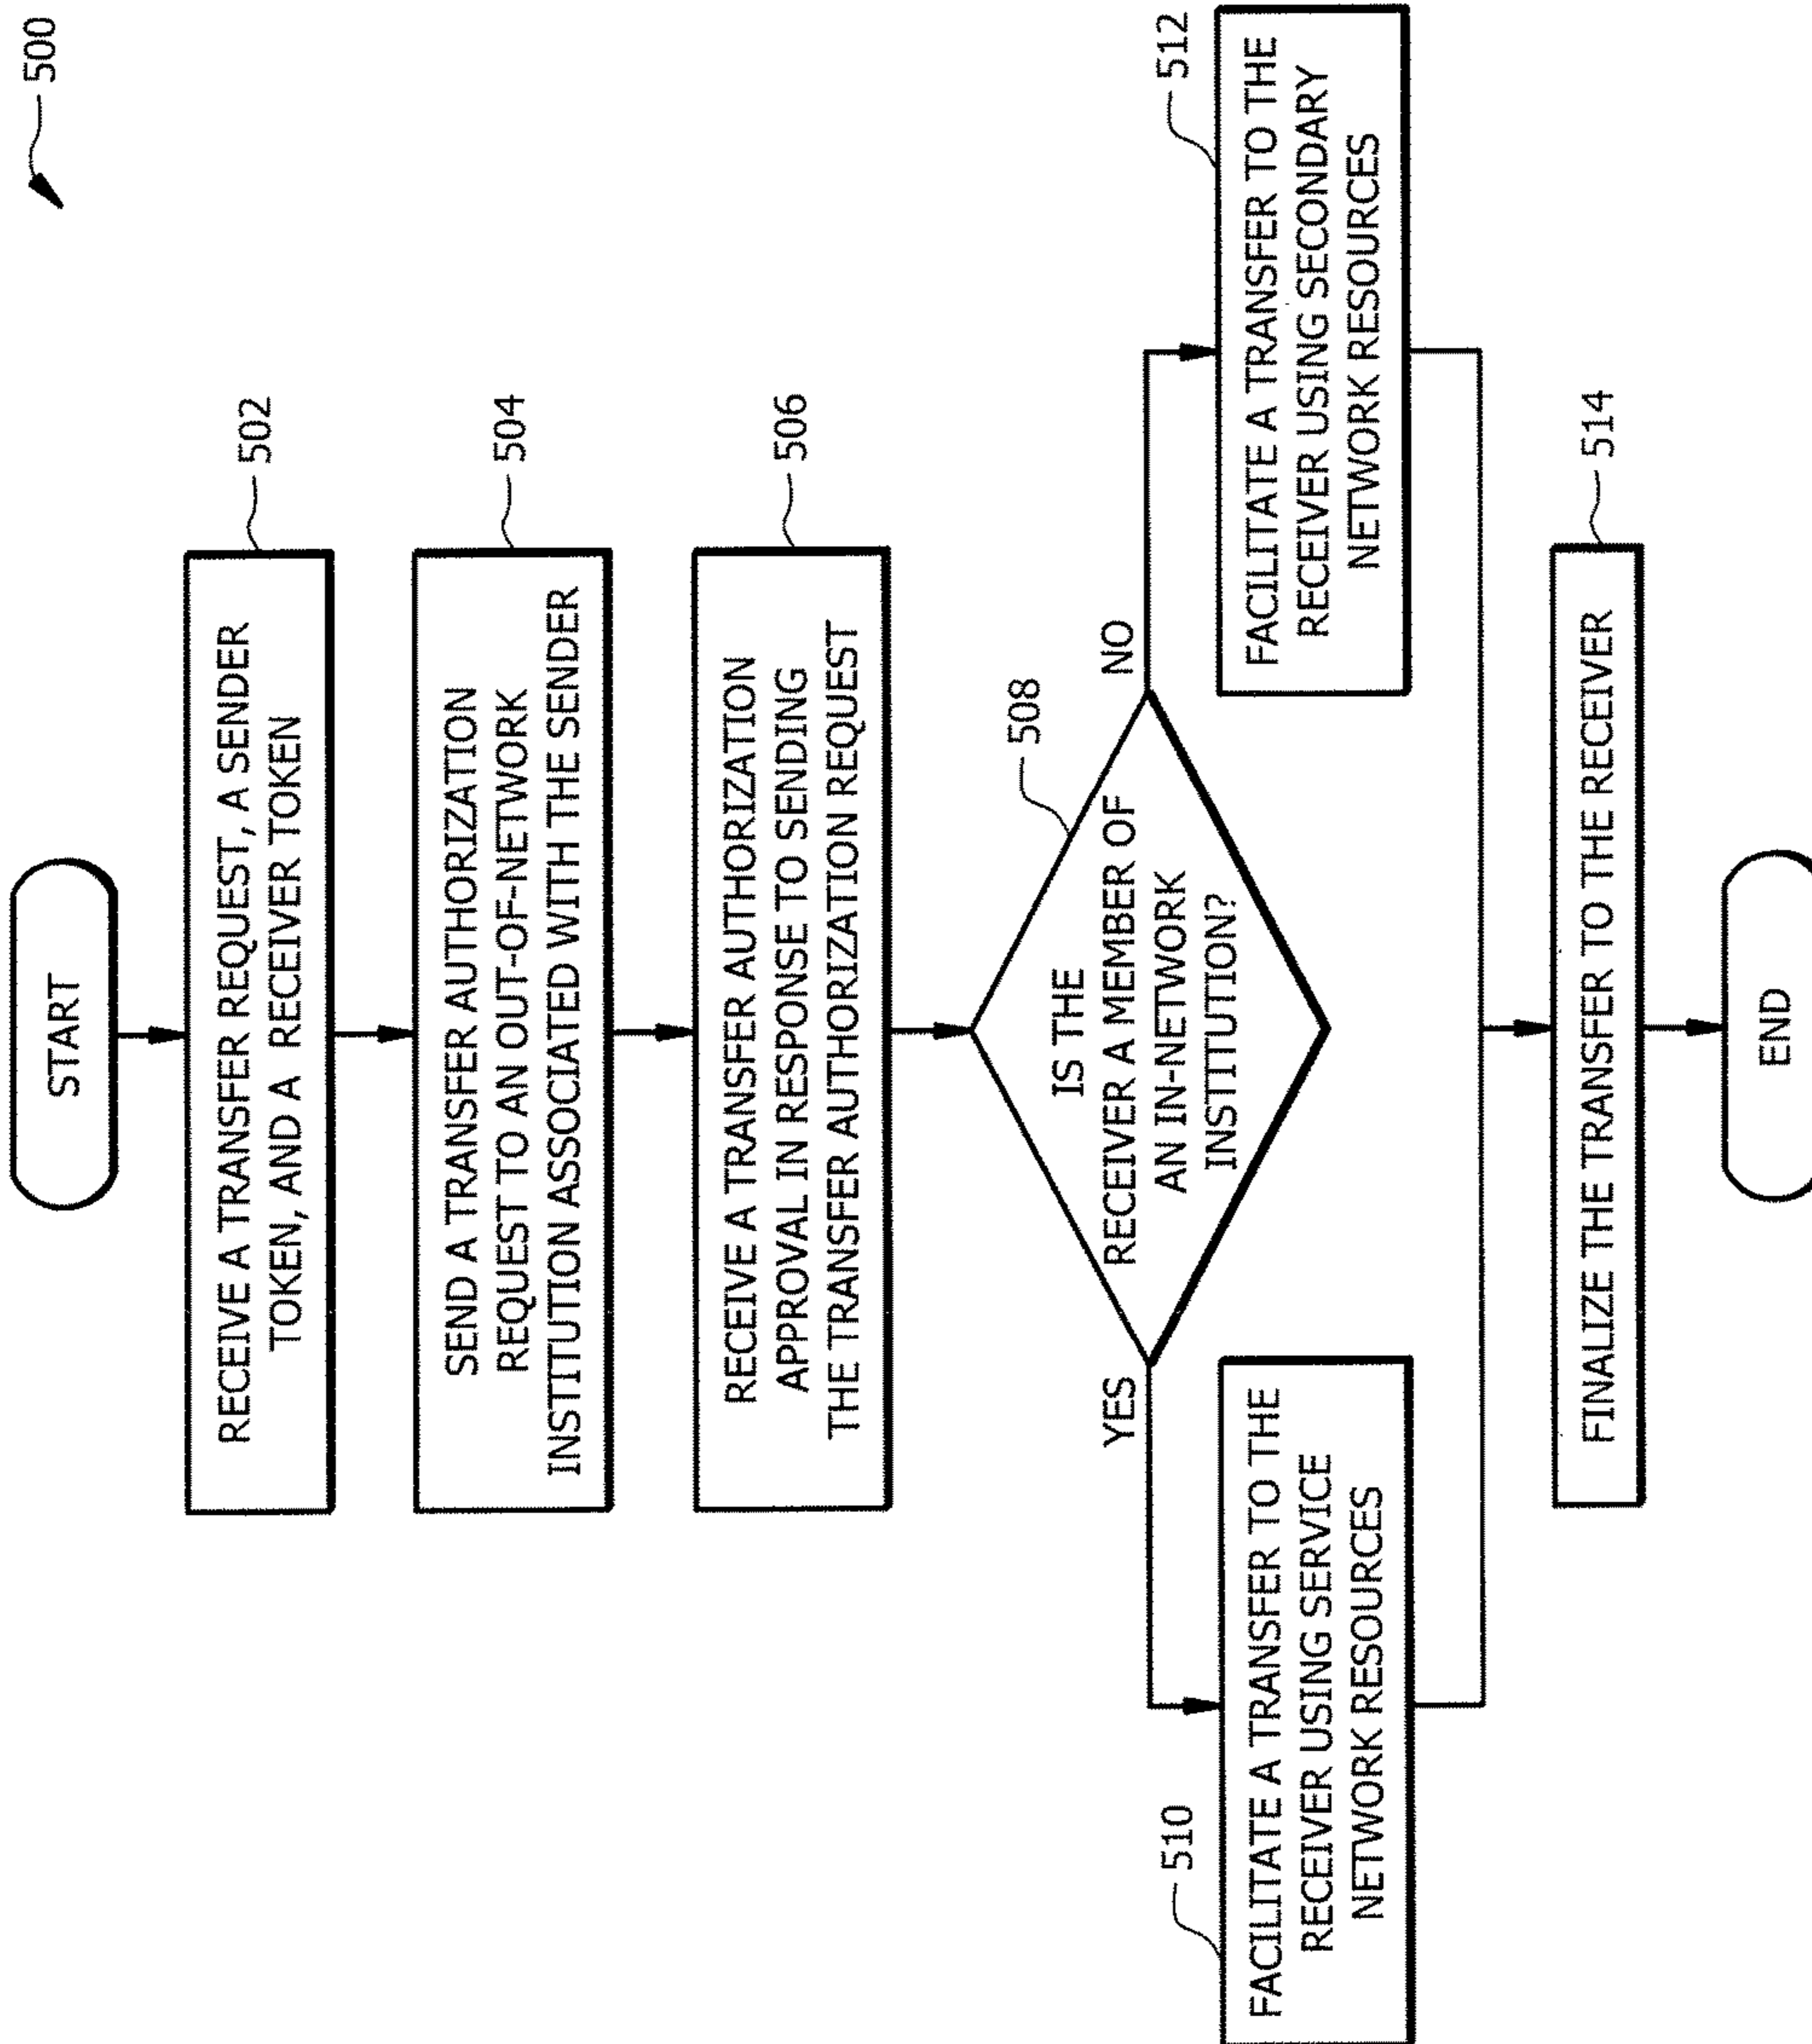 500
START
502
RECEIVE A TRANSFER REQUEST, A SENDER
TOKEN, AND A RECEIVER TOKEN
504
SEND A TRANSFER AUTHORIZATION
REQUEST TO AN OUT-OF-NETWORK
INSTITUTION ASSOCIATED WITH THE SENDER
506
RECEIVE A TRANSFER AUTHORIZATION
APPROVAL IN RESPONSE TO SENDING
THE TRANSFER AUTHORIZATION REQUEST
508
IS THE
RECEIVER A MEMBER OF
AN IN-NETWORK
INSTITUTION?
YES
NO
510
FACILITATE A TRANSFER TO THE
RECEIVER USING SERVICE
NETWORK RESOURCES
512
FACILITATE A TRANSFER TO THE
RECEIVER USING SECONDARY
NETWORK RESOURCES
514
FINALIZE THE TRANSFER TO THE RECEIVER
END